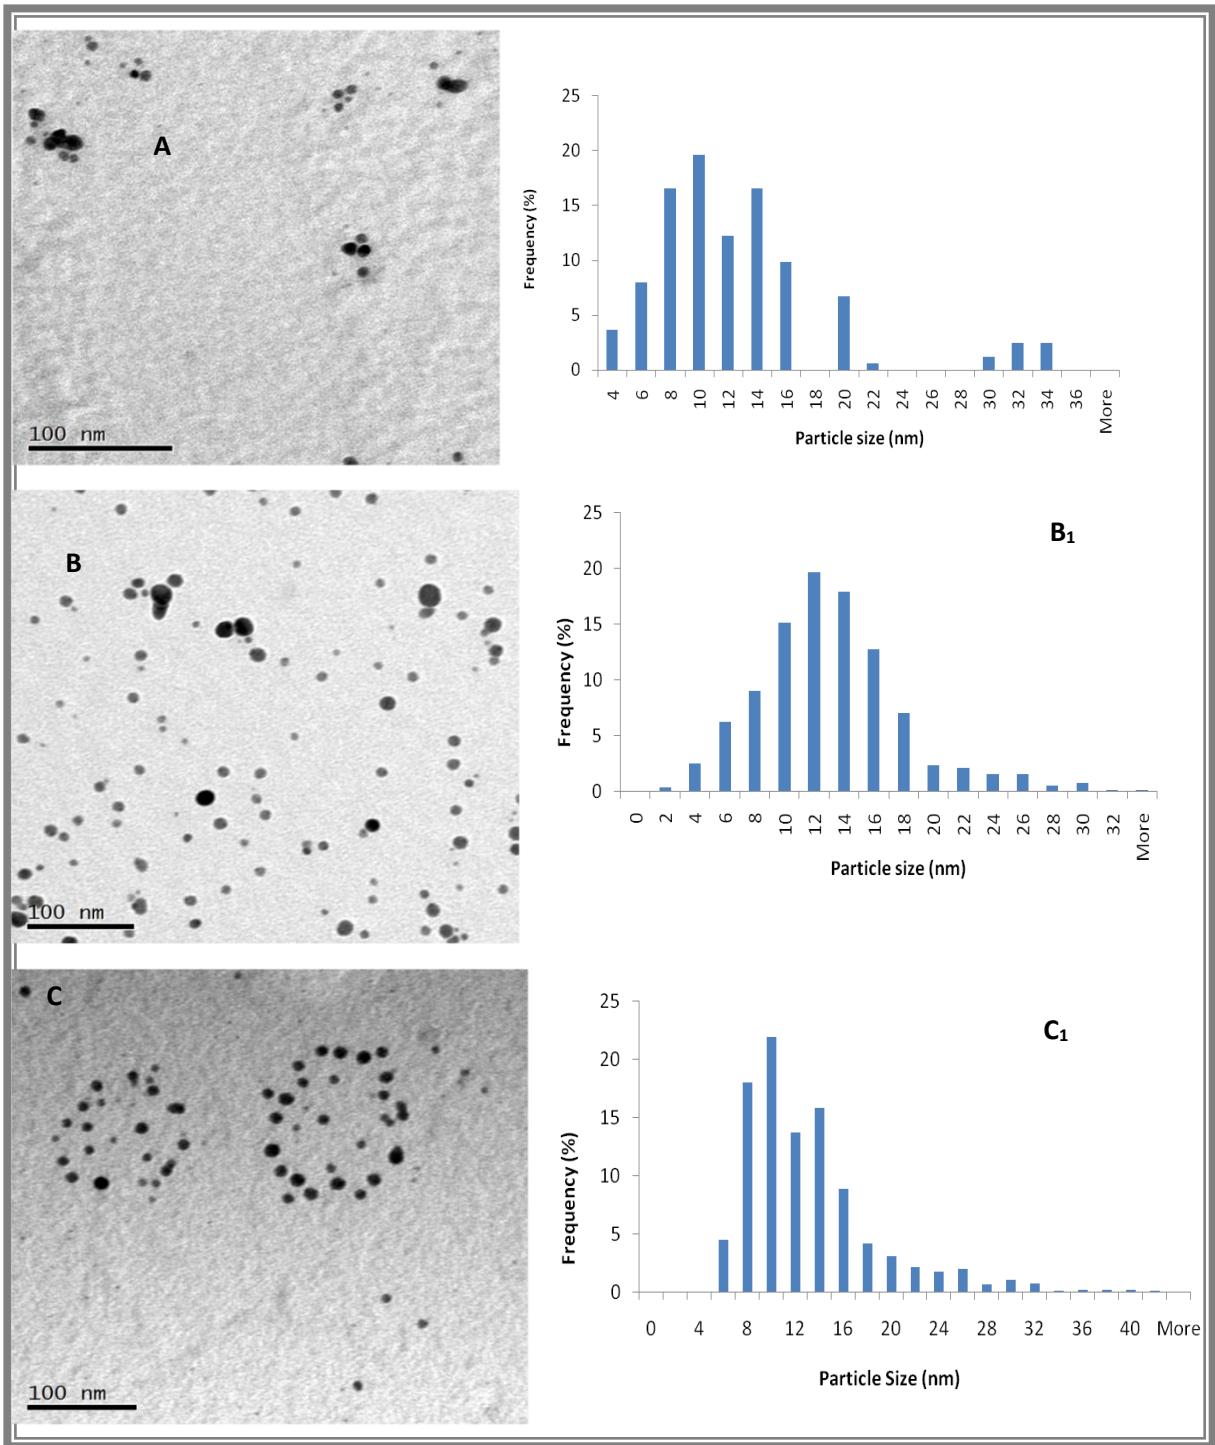 A
100 nm
25
20
15
10
5
0
Frequency (%)
4 6 8 10 12 14 16 18 20 22 24 26 28 30 32 34 36 More
Particle size (nm)
B
100 nm
B1
25
20
15
10
5
0
Frequency (%)
0 2 4 6 8 10 12 14 16 18 20 22 24 26 28 30 32 More
Particle size (nm)
C
100 nm
C1
25
20
15
10
5
0
Frequency (%)
0 4 8 12 16 20 24 28 32 36 40 More
Particle Size (nm)